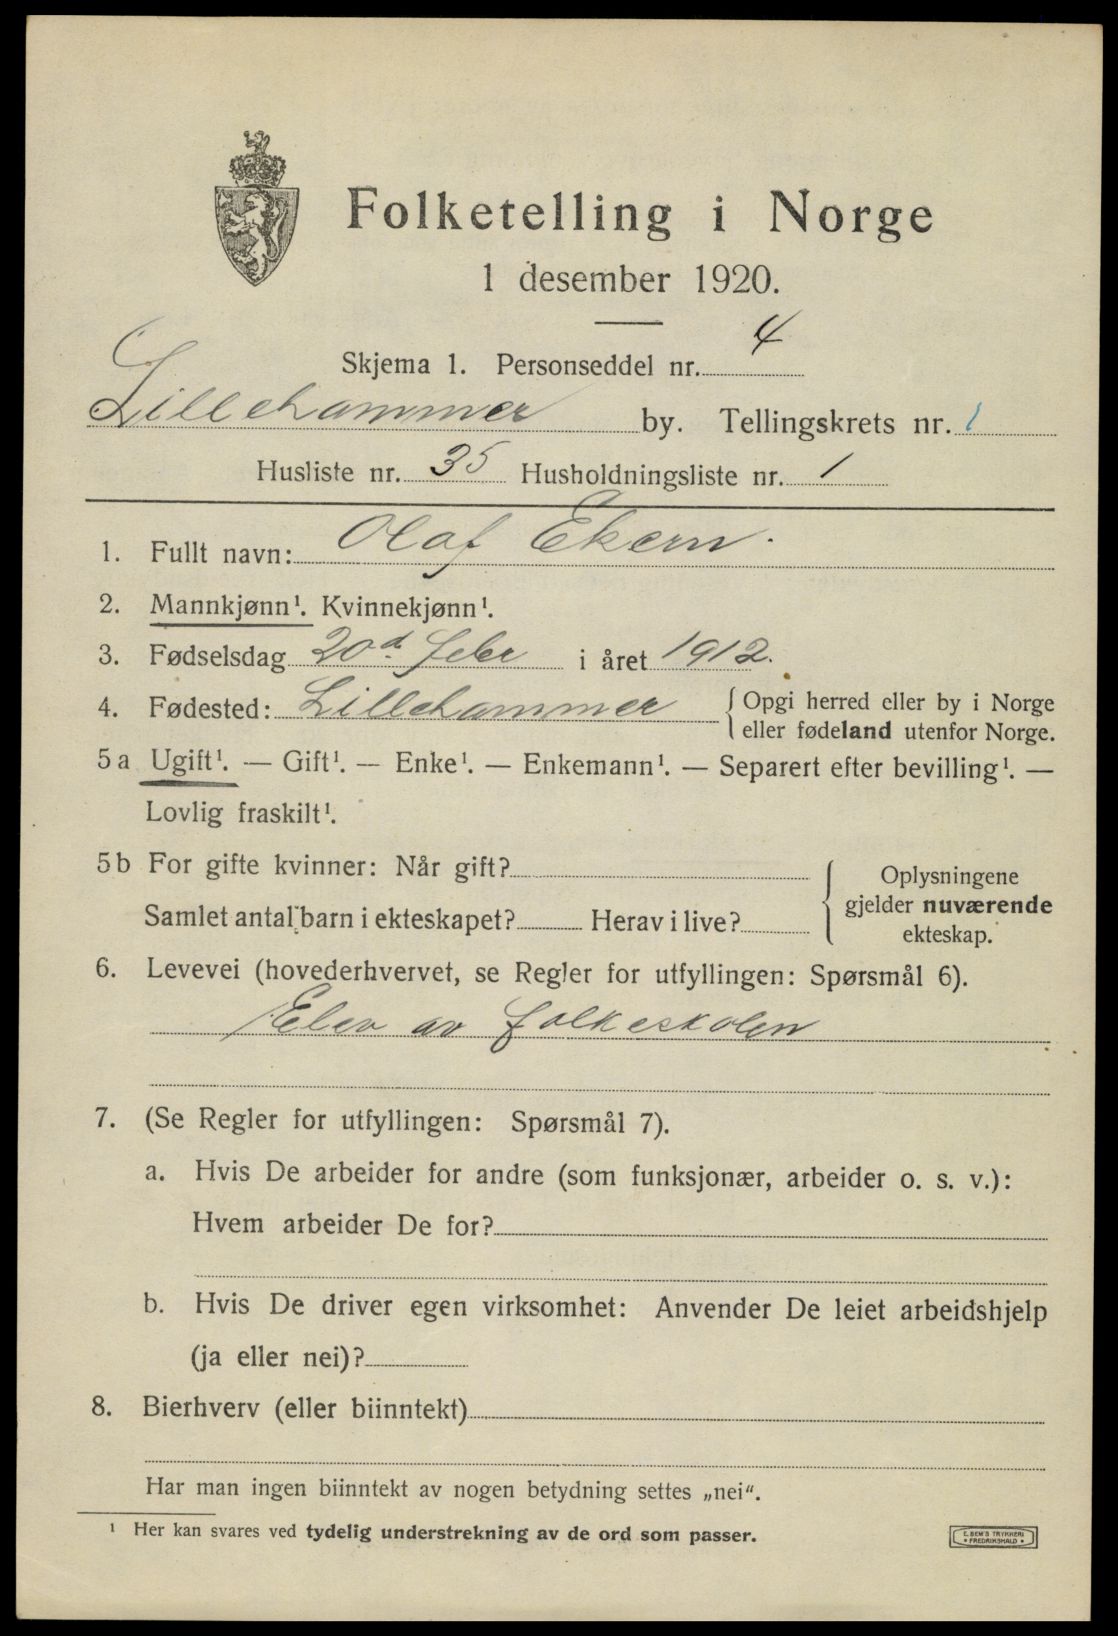 Folketelling i Norge
1 desember 1920.
Skjema 1. Personseddel nr. 4
Lillehammer by. Tellingskrets nr. 1
Husliste nr. 35 Husholdningsliste nr. 1
1. Fullt navn: Olaf Ekern.
2. Mannkjønn¹. Kvinnekjønn¹.
3. Fødselsdag 20d. febr i året 1912.
4. Fødested: Lillehammer { Opgi herred eller by i Norge
eller fødeland utenfor Norge.
5 a Ugift¹. — Gift¹. — Enke¹. — Enkemann¹. — Separert efter bevilling¹. —
Lovlig fraskilt¹.
5 b For gifte kvinner: Når gift?
Samlet antal barn i ekteskapet? Herav i live?
{ Oplysningene
gjelder nuværende
ekteskap.
6. Levevei (hovederhvervet, se Regler for utfyllingen: Spørsmål 6).
Elev av folkeskolen
7. (Se Regler for utfyllingen: Spørsmål 7).
a. Hvis De arbeider for andre (som funksjonær, arbeider o. s. v.):
Hvem arbeider De for?
b. Hvis De driver egen virksomhet: Anvender De leiet arbeidshjelp
(ja eller nei)?
8. Bierhverv (eller biinntekt)
Har man ingen biinntekt av nogen betydning settes „nei“.
¹ Her kan svares ved tydelig understrekning av de ord som passer.
E. SEM'S TRYKKERI
* FREDRIKSHALD *